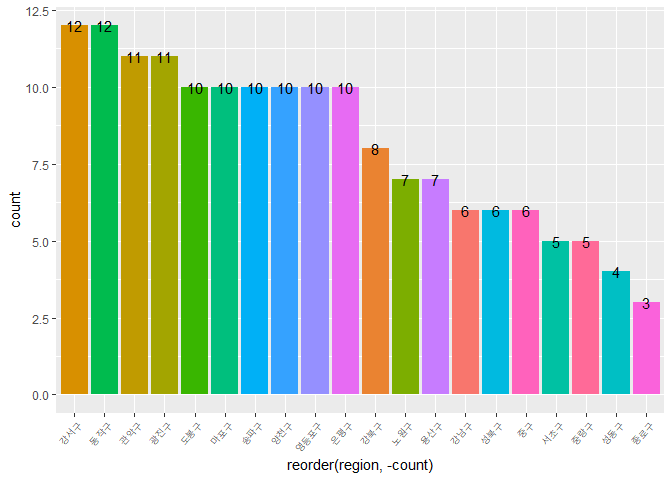 12.5
10.0
7.5
5.0
2.5
0.0
count
12 12 11 11 10 10 10 10 10 10 8 7 7 6 6 6 5 5 4 3
강서구 동작구 관악구 광진구 도봉구 마포구 송파구 양천구 영등포구 은평구 강북구 노원구 용산구 강남구 성북구 중구 서초구 중랑구 성동구 종로구
reorder(region, -count)